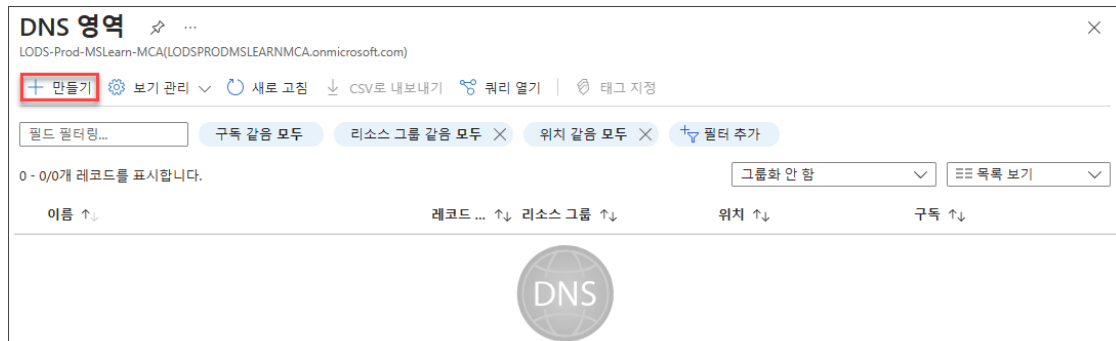 DNS 영역 ...
LODS-Prod-MSLearn-MCA(LODSPRODMSLEARNMCA.onmicrosoft.com)
만들기 보기 관리 새로 고침 CSV로 내보내기 쿼리 열기 태그 지정
필드 필터링... 구독 같음 모두 리소스 그룹 같음 모두 위치 같음 모두 필터 추가
0 - 0/0개 레코드를 표시합니다. 그룹화 안 함 목록 보기
이름 ↑↓ 레코드 ... ↑↓ 리소스 그룹 ↑↓ 위치 ↑↓ 구독 ↑↓
DNS